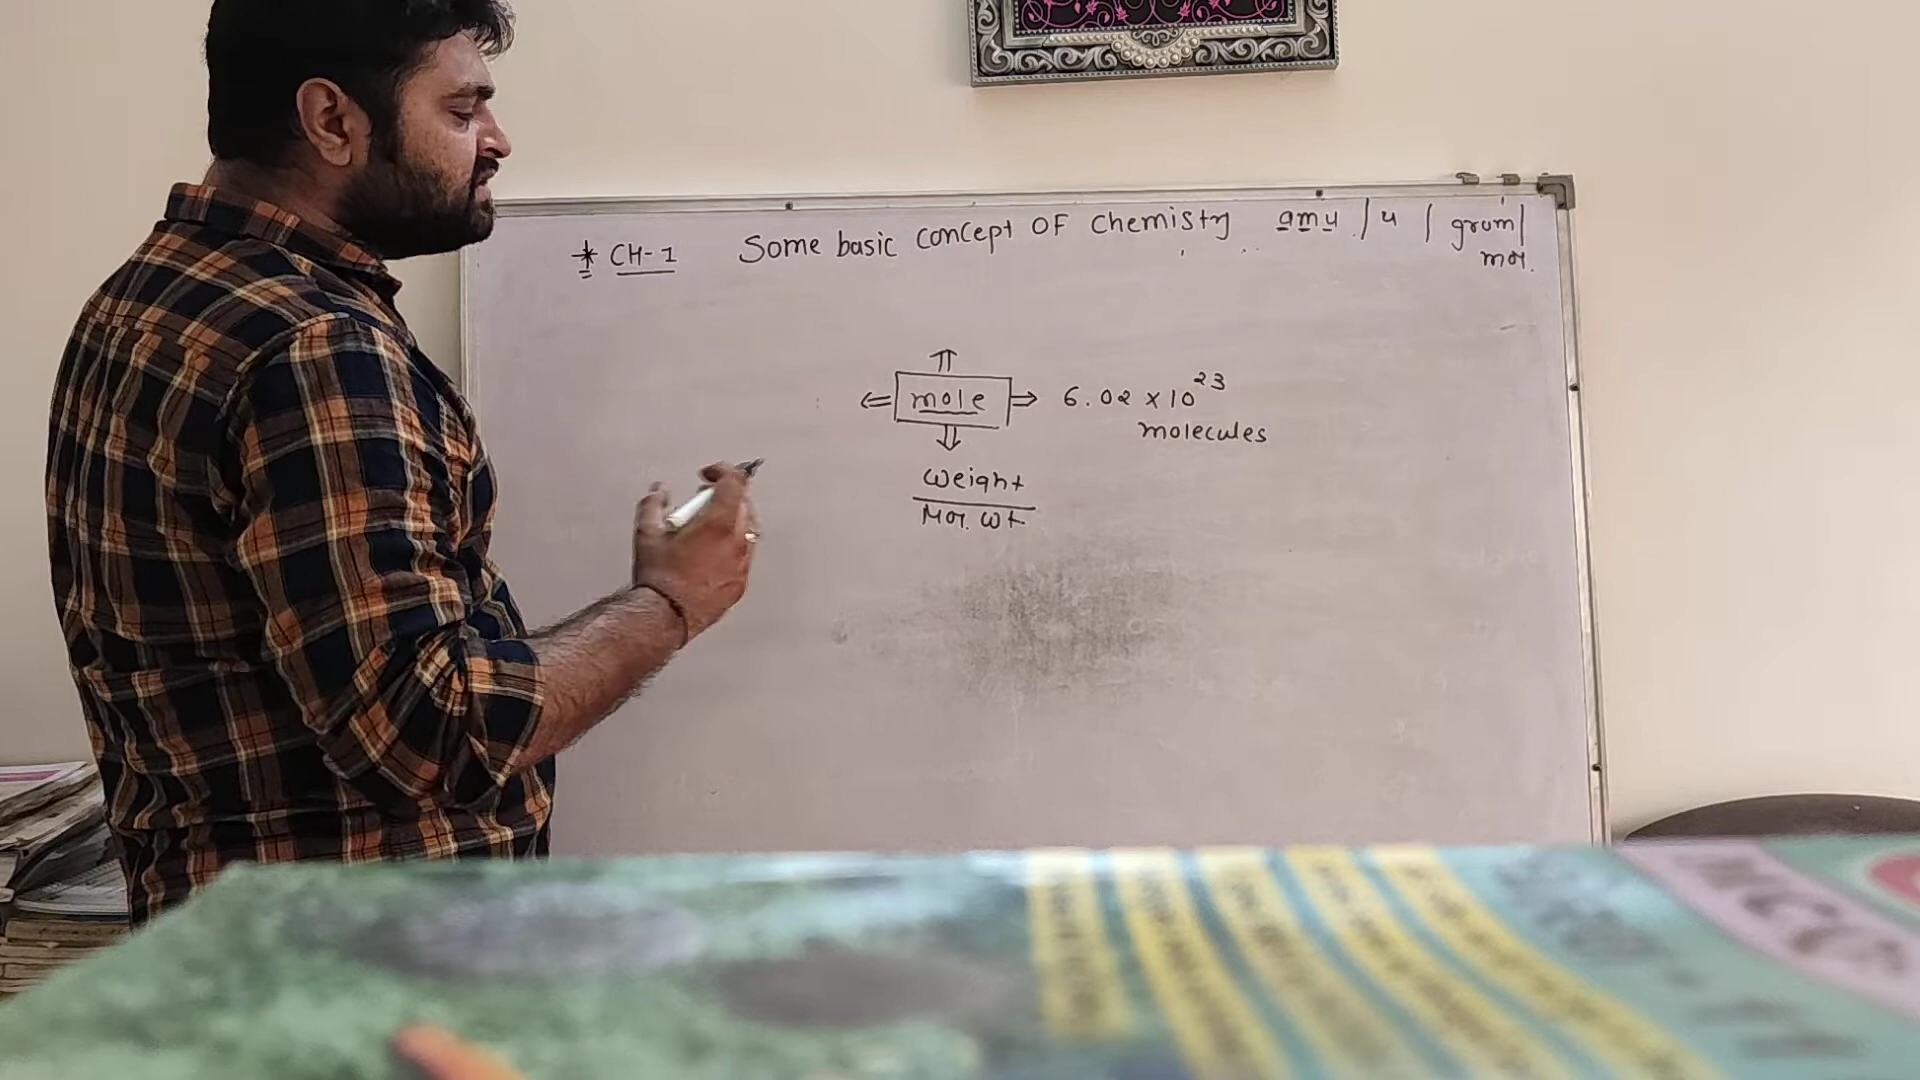 * CH-1 Some basic concept OF chemistry amu / u / gram/
mol.
⇐ mole ⇒ 6.02 x 10²³
molecules
Weight
Mol. wt